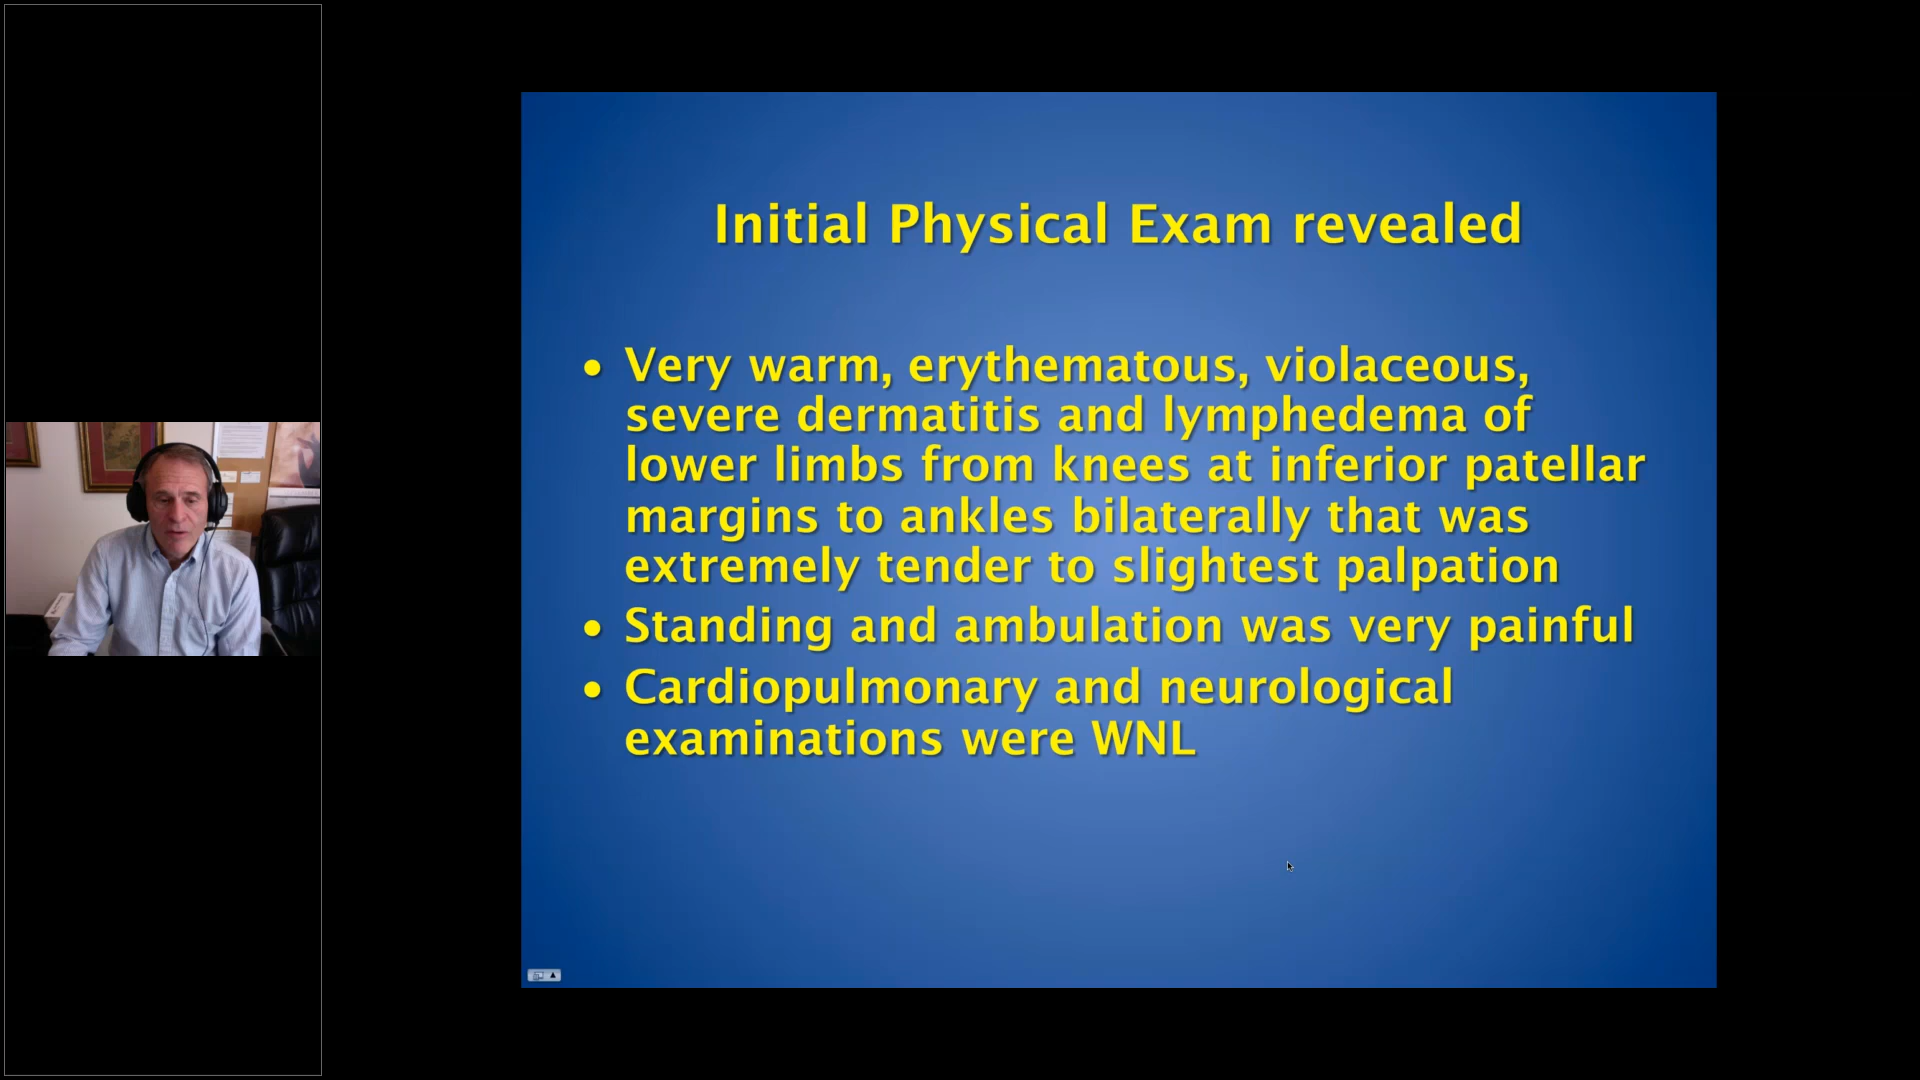 Initial Physical Exam revealed
• Very warm, erythematous, violaceous,
severe dermatitis and lymphedema of
lower limbs from knees at inferior patellar
margins to ankles bilaterally that was
extremely tender to slightest palpation
• Standing and ambulation was very painful
• Cardiopulmonary and neurological
examinations were WNL